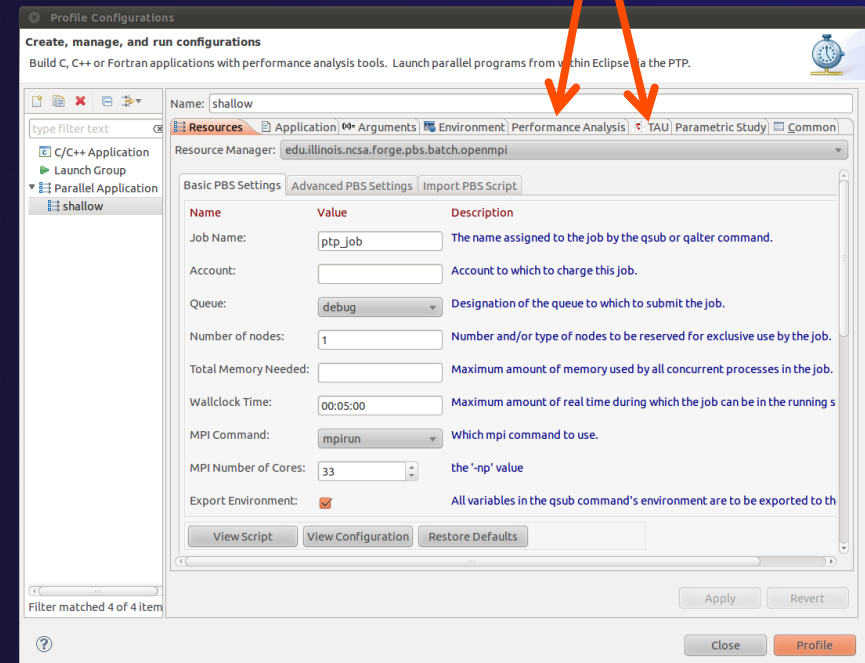 Profile Configurations
Create, manage, and run configurations
Build C, C++ or Fortran applications with performance analysis tools. Launch parallel programs from within Eclipse via the PTP.
Name: shallow
type filter text
Resources Application (x)= Arguments Environment Performance Analysis TAU Parametric Study Common
C/C++ Application
Resource Manager: edu.illinois.ncsa.forge.pbs.batch.openmpi
Launch Group
Parallel Application
shallow
Basic PBS Settings Advanced PBS Settings Import PBS Script
Name Value Description
Job Name: ptp_job The name assigned to the job by the qsub or qalter command.
Account: Account to which to charge this job.
Queue: debug Designation of the queue to which to submit the job.
Number of nodes: 1 Number and/or type of nodes to be reserved for exclusive use by the job.
Total Memory Needed: Maximum amount of memory used by all concurrent processes in the job.
Wallclock Time: 00:05:00 Maximum amount of real time during which the job can be in the running s
MPI Command: mpirun Which mpi command to use.
MPI Number of Cores: 33 the '-np' value
Export Environment: All variables in the qsub command's environment are to be exported to th
View Script View Configuration Restore Defaults
Filter matched 4 of 4 item
Apply Revert
Close Profile